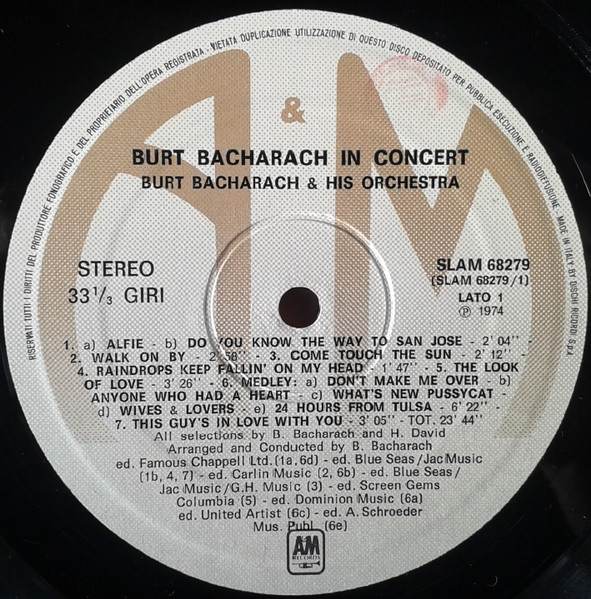 RISERVATI TUTTI I DIRITTI DEL PRODUTTORE FONOGRAFICO E DEL PROPRIETARIO DELL'OPERA REGISTRATA - VIETATA DUPLICAZIONE UTILIZZAZIONE DI QUESTO DISCO DEPOSITATO PER PUBBLICA ESECUZIONE E RADIODIFFUSIONE - MADE IN ITALY BY DISCHI RICORDI S.P.A.
A&M
BURT BACHARACH IN CONCERT
BURT BACHARACH & HIS ORCHESTRA
STEREO
33 1/3 GIRI
SLAM 68279
(SLAM 68279/1)
LATO 1
℗ 1974
1. a) ALFIE - b) DO YOU KNOW THE WAY TO SAN JOSE - 2' 04'' -
2. WALK ON BY - 2' 58'' - 3. COME TOUCH THE SUN - 2' 12'' -
4. RAINDROPS KEEP FALLIN' ON MY HEAD - 1' 47'' - 5. THE LOOK
OF LOVE - 3' 26'' - 6. MEDLEY: a) DON'T MAKE ME OVER - b)
ANYONE WHO HAD A HEART - c) WHAT'S NEW PUSSYCAT -
- d) WIVES & LOVERS - e) 24 HOURS FROM TULSA - 6' 22'' -
7. THIS GUY'S IN LOVE WITH YOU - 3' 05'' - TOT. 23' 44''
All selections by B. Bacharach and H. David
Arranged and Conducted by B. Bacharach
ed. Famous Chappell Ltd. (1a, 6d) - ed. Blue Seas/Jac Music
(1b, 4, 7) - ed. Carlin Music (2, 6b) - ed. Blue Seas/
Jac Music/G.H. Music (3) - ed. Screen Gems
Columbia (5) - ed. Dominion Music (6a)
ed. United Artist (6c) - ed. A. Schroeder
Mus. Publ. (6e)
AM
RECORDS